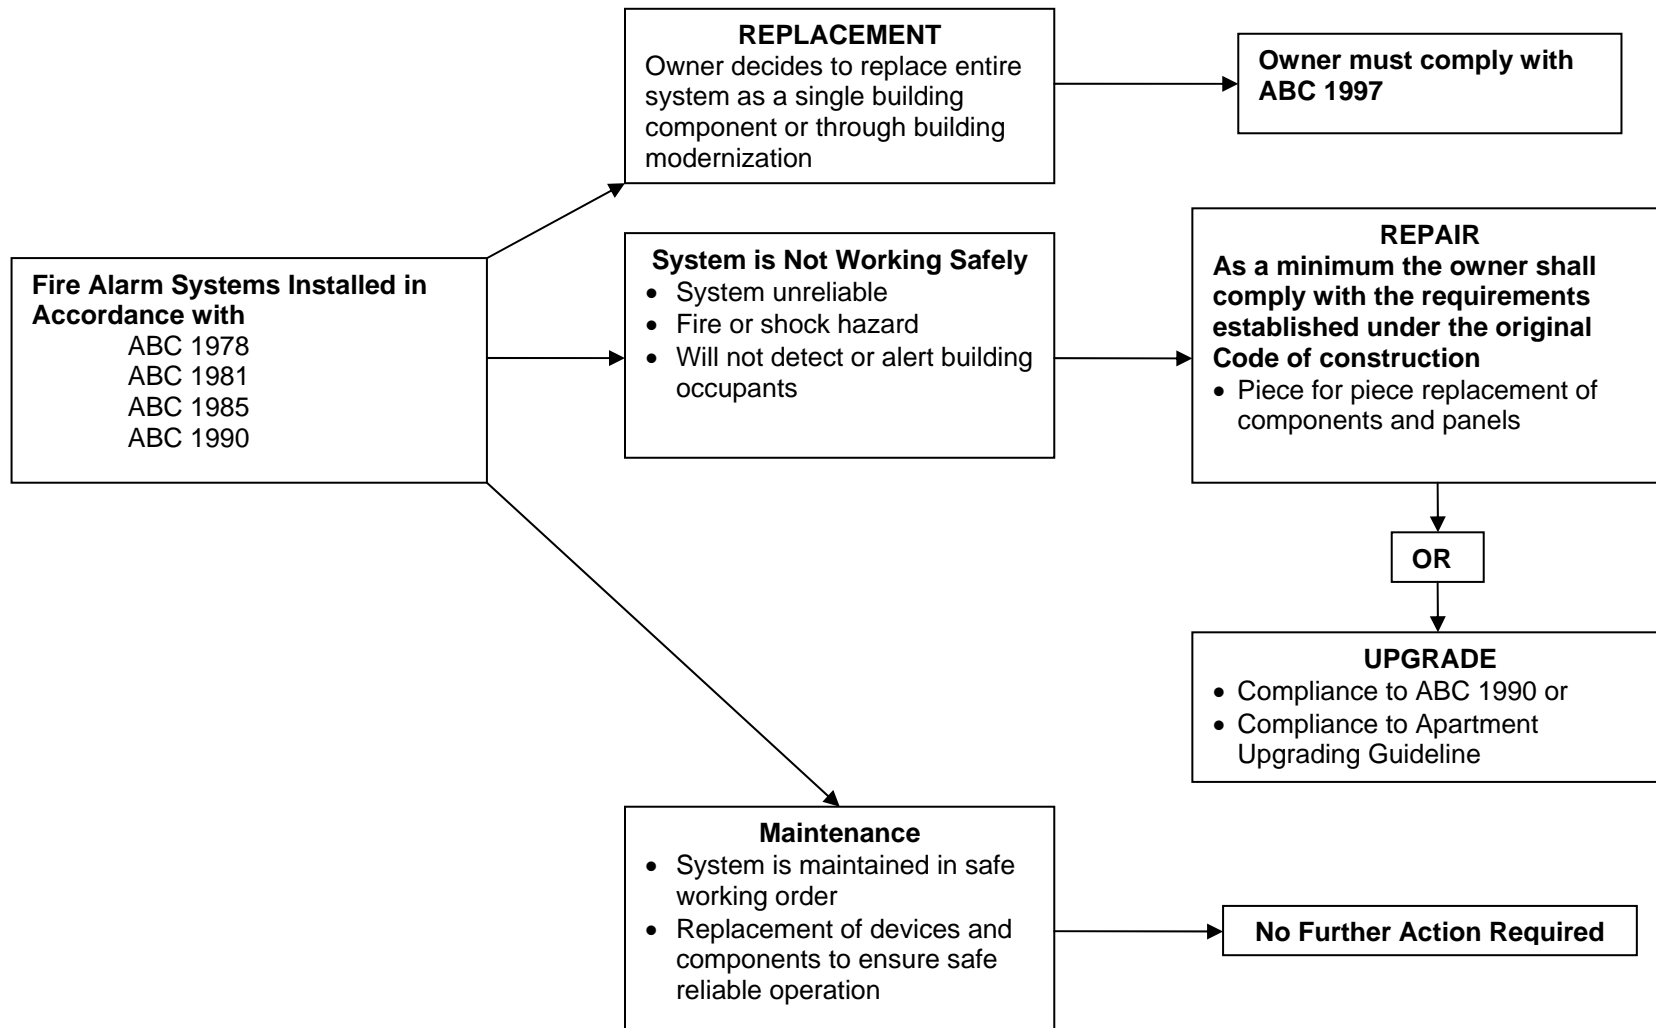 REPLACEMENT
Owner decides to replace entire
system as a single building
component or through building
modernization
Owner must comply with
ABC 1997
Fire Alarm Systems Installed in
Accordance with
ABC 1978
ABC 1981
ABC 1985
ABC 1990
System is Not Working Safely
• System unreliable
• Fire or shock hazard
• Will not detect or alert building
occupants
REPAIR
As a minimum the owner shall
comply with the requirements
established under the original
Code of construction
• Piece for piece replacement of
components and panels
OR
UPGRADE
• Compliance to ABC 1990 or
• Compliance to Apartment
Upgrading Guideline
Maintenance
• System is maintained in safe
working order
• Replacement of devices and
components to ensure safe
reliable operation
No Further Action Required